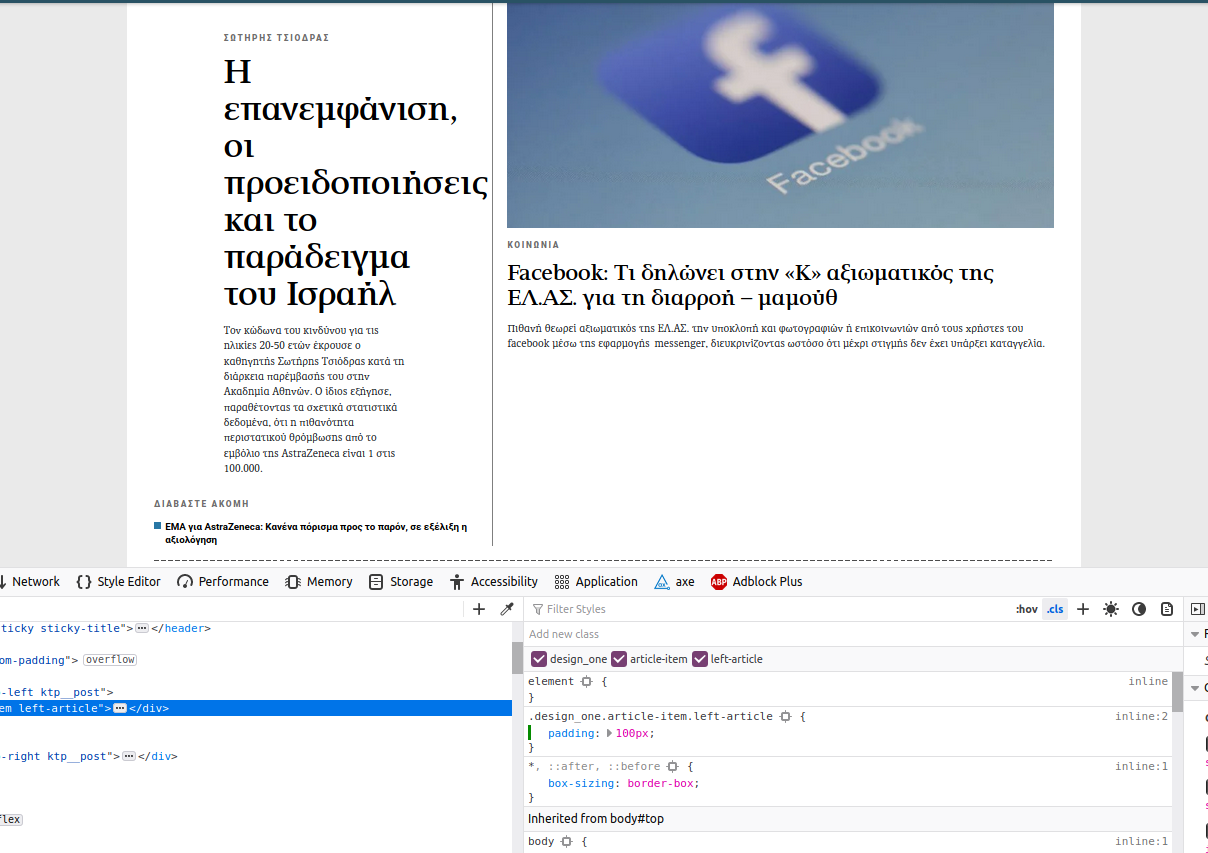 ΣΩΤΗΡΗΣ ΤΣΙΟΔΡΑΣ
Η
επανεμφάνιση,
οι
προειδοποιήσεις
και το
παράδειγμα
του Ισραήλ
Τον κώδωνα του κινδύνου για τις
ηλικίες 20-50 ετών έκρουσε ο
καθηγητής Σωτήρης Τσιόδρας κατά τη
διάρκεια παρέμβασής του στην
Ακαδημία Αθηνών. Ο ίδιος εξήγησε,
παραθέτοντας τα σχετικά στατιστικά
δεδομένα, ότι η πιθανότητα
περιστατικού θρόμβωσης από το
εμβόλιο της AstraZeneca είναι 1 στις
100.000.
ΔΙΑΒΑΣΤΕ ΑΚΟΜΗ
EMA για AstraZeneca: Κανένα πόρισμα προς το παρόν, σε εξέλιξη η
αξιολόγηση
Facebook
ΚΟΙΝΩΝΙΑ
Facebook: Τι δηλώνει στην «Κ» αξιωματικός της
ΕΛ.ΑΣ. για τη διαρροή – μαμούθ
Πιθανή θεωρεί αξιωματικός της ΕΛ.ΑΣ. την υποκλοπή και φωτογραφιών ή επικοινωνιών από τους χρήστες του
facebook μέσω της εφαρμογής messenger, διευκρινίζοντας ωστόσο ότι μέχρι στιγμής δεν έχει υπάρξει καταγγελία.
Network {} Style Editor Performance Memory Storage Accessibility Application axe ABP Adblock Plus
ticky sticky-title"> ··· </header>
om-padding"> overflow
-left ktp__post">
em left-article"> ··· </div>
-right ktp__post"> ··· </div>
flex
Filter Styles :hov .cls +
Add new class
design_one article-item left-article
element { inline
}
.design_one.article-item.left-article { inline:2
padding: 100px;
}
*, ::after, ::before { inline:1
box-sizing: border-box;
}
Inherited from body#top
body { inline:1